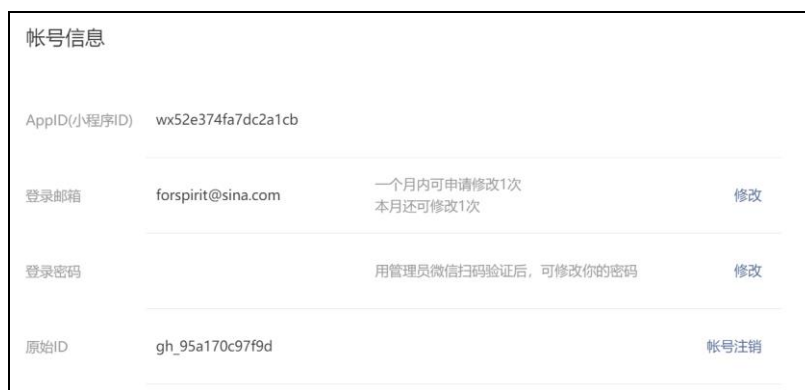 帐号信息
AppID(小程序ID) wx52e374fa7dc2a1cb
登录邮箱 forspirit@sina.com 一个月内可申请修改1次 修改
本月还可修改1次
登录密码 用管理员微信扫码验证后，可修改你的密码 修改
原始ID gh_95a170c97f9d 帐号注销